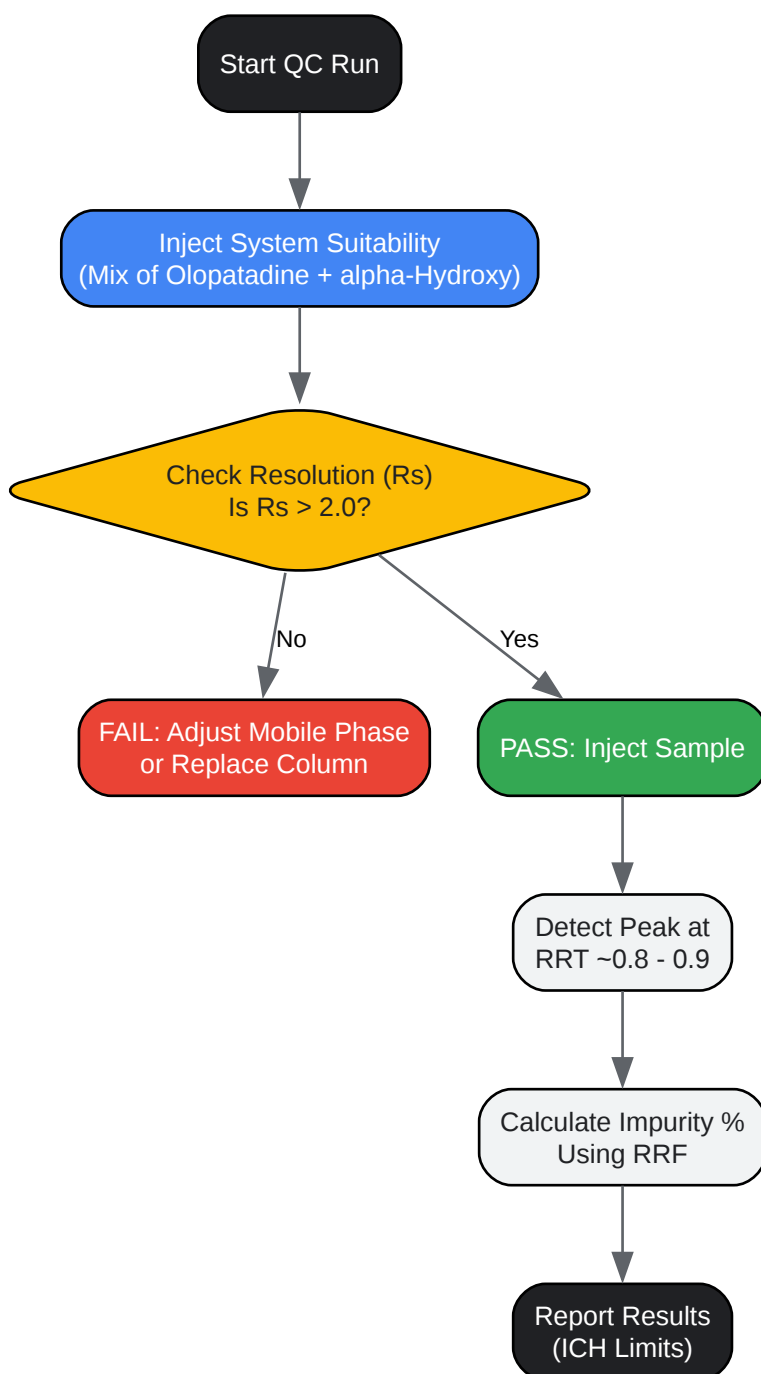 Start QC Run
Inject System Suitability
(Mix of Olopatadine + alpha-Hydroxy)
Check Resolution (Rs)
Is Rs > 2.0?
No
Yes
FAIL: Adjust Mobile Phase
or Replace Column
PASS: Inject Sample
Detect Peak at
RRT ~0.8 - 0.9
Calculate Impurity %
Using RRF
Report Results
(ICH Limits)